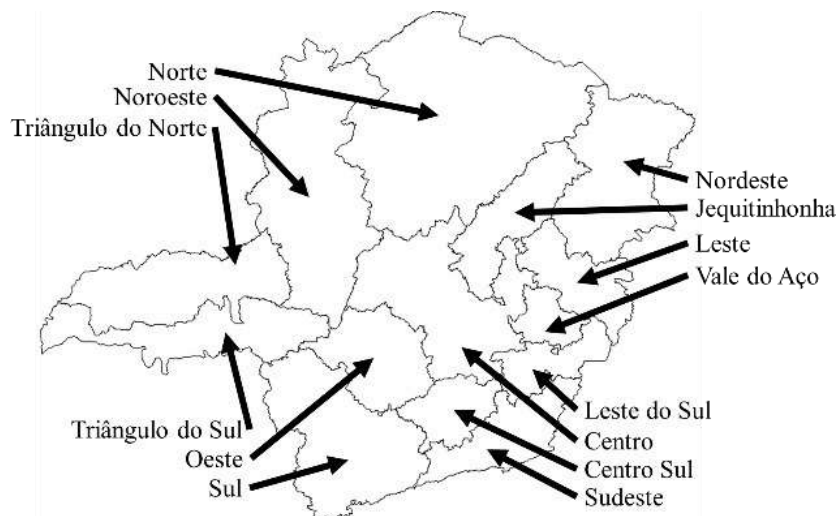 Norte
Noroeste
Triângulo do Norte
Nordeste
Jequitinhonha
Leste
Vale do Aço
Triângulo do Sul
Oeste
Sul
Leste do Sul
Centro
Centro Sul
Sudeste